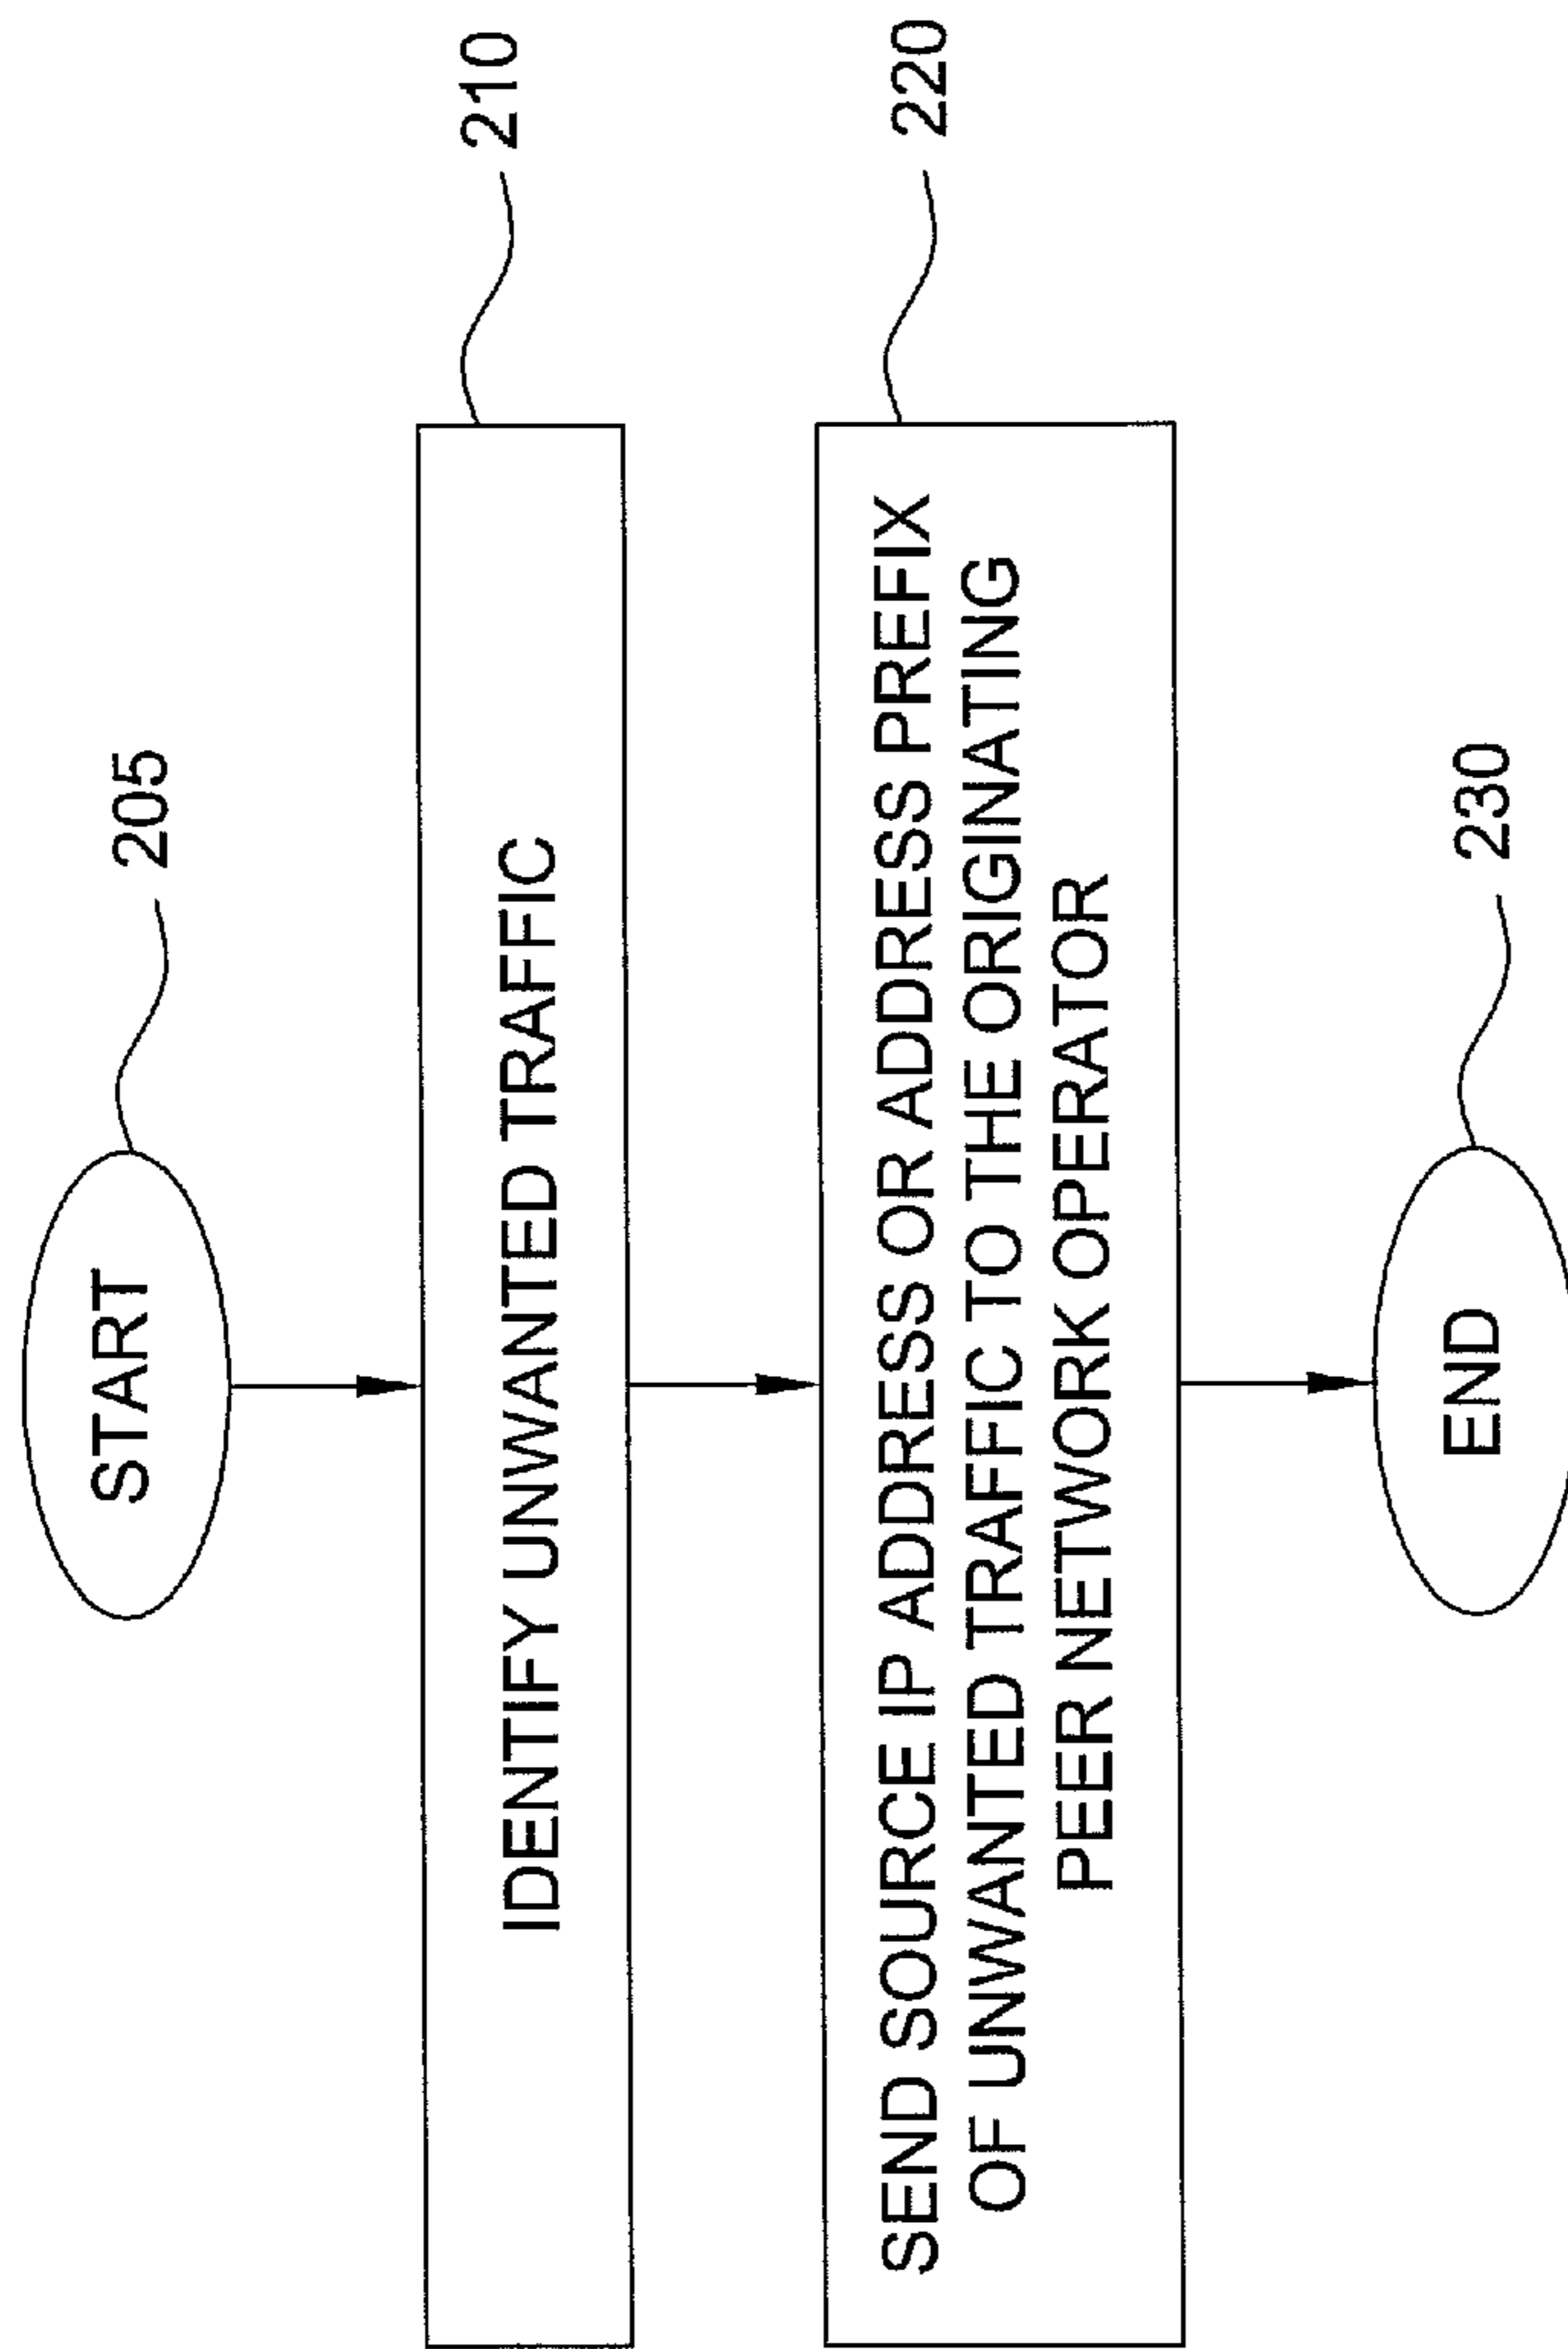 START
205
IDENTIFY UNWANTED TRAFFIC
210
SEND SOURCE IP ADDRESS OR ADDRESS PREFIX
OF UNWANTED TRAFFIC TO THE ORIGINATING
PEER NETWORK OPERATOR
220
END
230